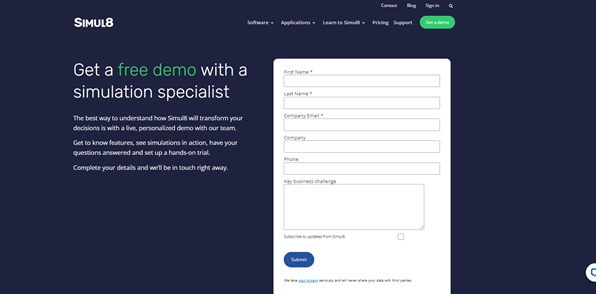 Contact Blog Sign in
SIMUL8
Software Applications Learn to Simul8 Pricing Support Get a demo
Get a free demo with a
simulation specialist
The best way to understand how Simul8 will transform your
decisions is with a live, personalized demo with our team.
Get to know features, see simulations in action, have your
questions answered and set up a hands-on trial.
Complete your details and we'll be in touch right away.
First Name *
Last Name *
Company Email *
Company
Phone
Key business challenge
Subscribe to updates from Simul8
Submit
We take your privacy seriously and will never share your data with third parties.